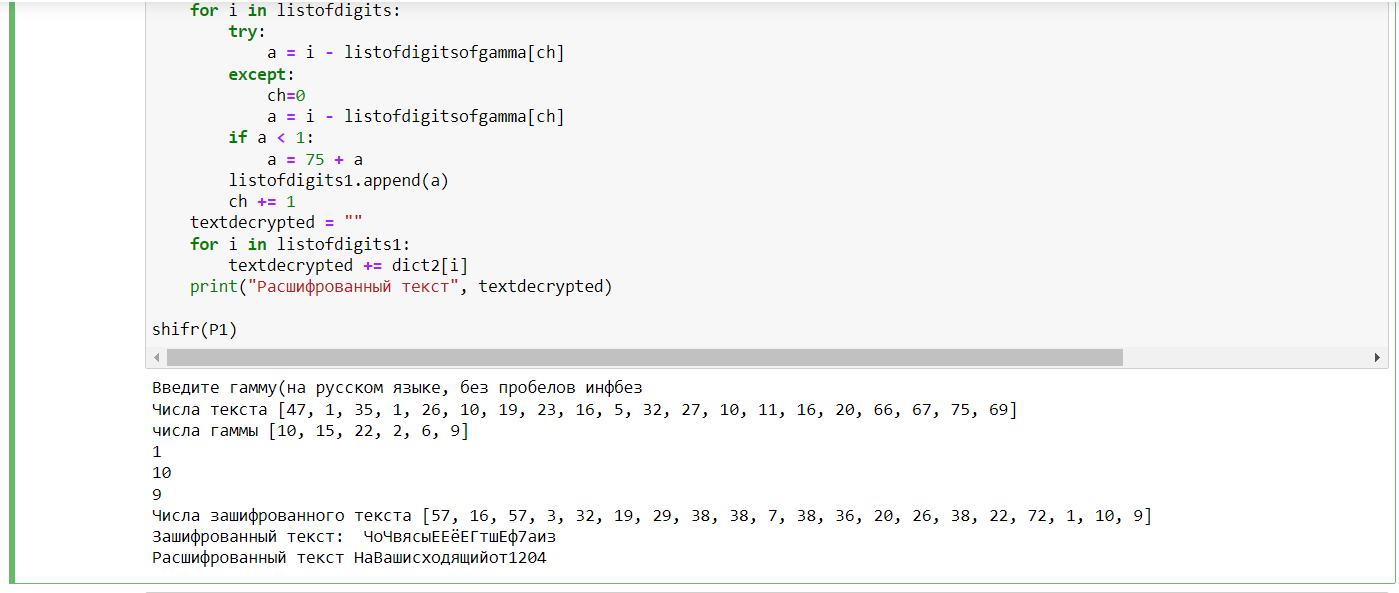 for i in listofdigits:
try:
a = i - listofdigitsofgamma[ch]
except:
ch=0
a = i - listofdigitsofgamma[ch]
if a < 1:
a = 75 + a
listofdigits1.append(a)
ch += 1
textdecrypted = ""
for i in listofdigits1:
textdecrypted += dict2[i]
print("Расшифрованный текст", textdecrypted)
shifr(P1)
Введите гамму(на русском языке, без пробелов инфбез
Числа текста [47, 1, 35, 1, 26, 10, 19, 23, 16, 5, 32, 27, 10, 11, 16, 20, 66, 67, 75, 69]
числа гаммы [10, 15, 22, 2, 6, 9]
1
10
9
Числа зашифрованного текста [57, 16, 57, 3, 32, 19, 29, 38, 38, 7, 38, 36, 20, 26, 38, 22, 72, 1, 10, 9]
Зашифрованный текст:  ЧоЧвясыЕЕёЕГтшЕф7аиз
Расшифрованный текст НаВашисходящийот1204